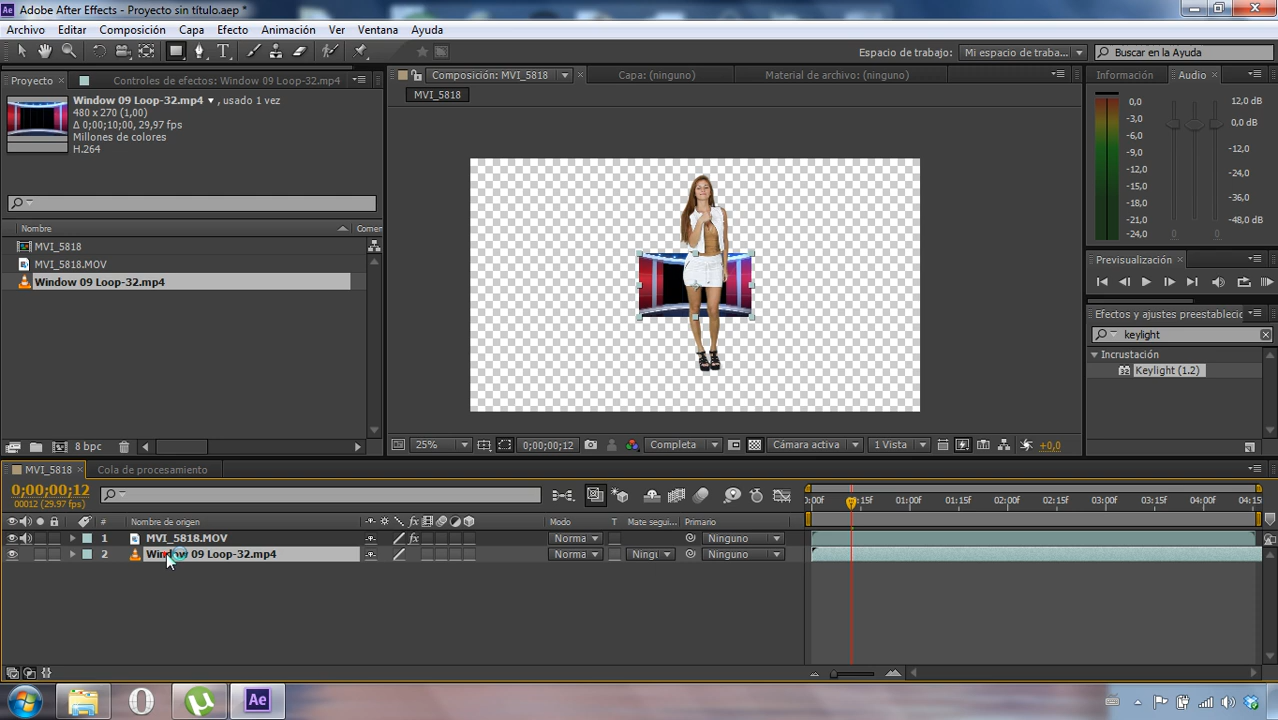 Adobe After Effects - Proyecto sin título.aep *
Archivo Editar Composición Capa Efecto Animación Ver Ventana Ayuda
Espacio de trabajo: Mi espacio de traba... Buscar en la Ayuda
Proyecto Controles de efectos: Window 09 Loop-32.mp4
Window 09 Loop-32.mp4 , usado 1 vez
480 x 270 (1,00)
Δ 0;00;10;00, 29,97 fps
Millones de colores
H.264
Nombre Comen
MVI_5818
MVI_5818.MOV
Window 09 Loop-32.mp4
8 bpc
Composición: MVI_5818 Capa: (ninguno) Material de archivo: (ninguno)
MVI_5818
25% 0;00;00;12 Completa Cámara activa 1 Vista +0,0
Información Audio
0,0
-3,0
-6,0
-9,0
-12,0
-15,0
-18,0
-21,0
-24,0
12,0 dB
0,0 dB
-12,0
-24,0
-36,0
-48,0 dB
0 0
Previsualización
Efectos y ajustes preestablecic
keylight
Incrustación
Keylight (1.2)
MVI_5818 Cola de procesamiento
0;00;00;12
00012 (29.97 fps)
# Nombre de origen fx Modo T Mate segui... Primario
1 MVI_5818.MOV fx Norma Ninguno
2 Window 09 Loop-32.mp4 Norma Ningu Ninguno
:00f 15f 01:00f 01:15f 02:00f 02:15f 03:00f 03:15f 04:00f 04:15
32
Ae